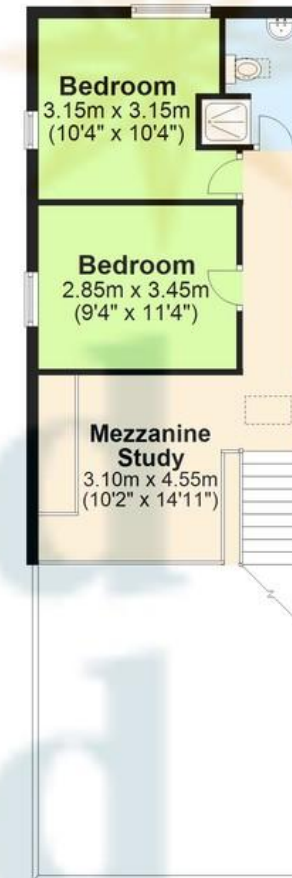 Bedroom
3.15m x 3.15m
(10'4" x 10'4")
Bedroom
2.85m x 3.45m
(9'4" x 11'4")
Mezzanine
Study
3.10m x 4.55m
(10'2" x 14'11")